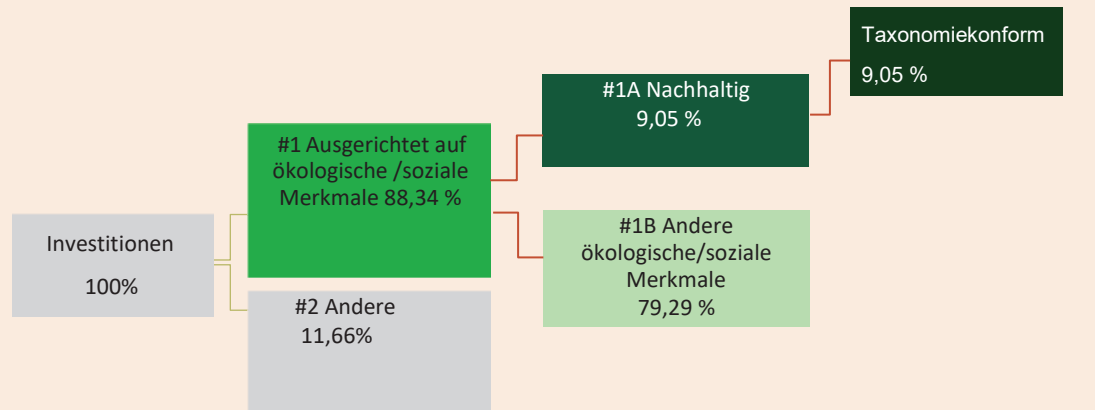 Investitionen
100%
#1 Ausgerichtet auf
ökologische /soziale
Merkmale 88,34 %
#2 Andere
11,66%
#1A Nachhaltig
9,05 %
#1B Andere
ökologische/soziale
Merkmale
79,29 %
Taxonomiekonform
9,05 %